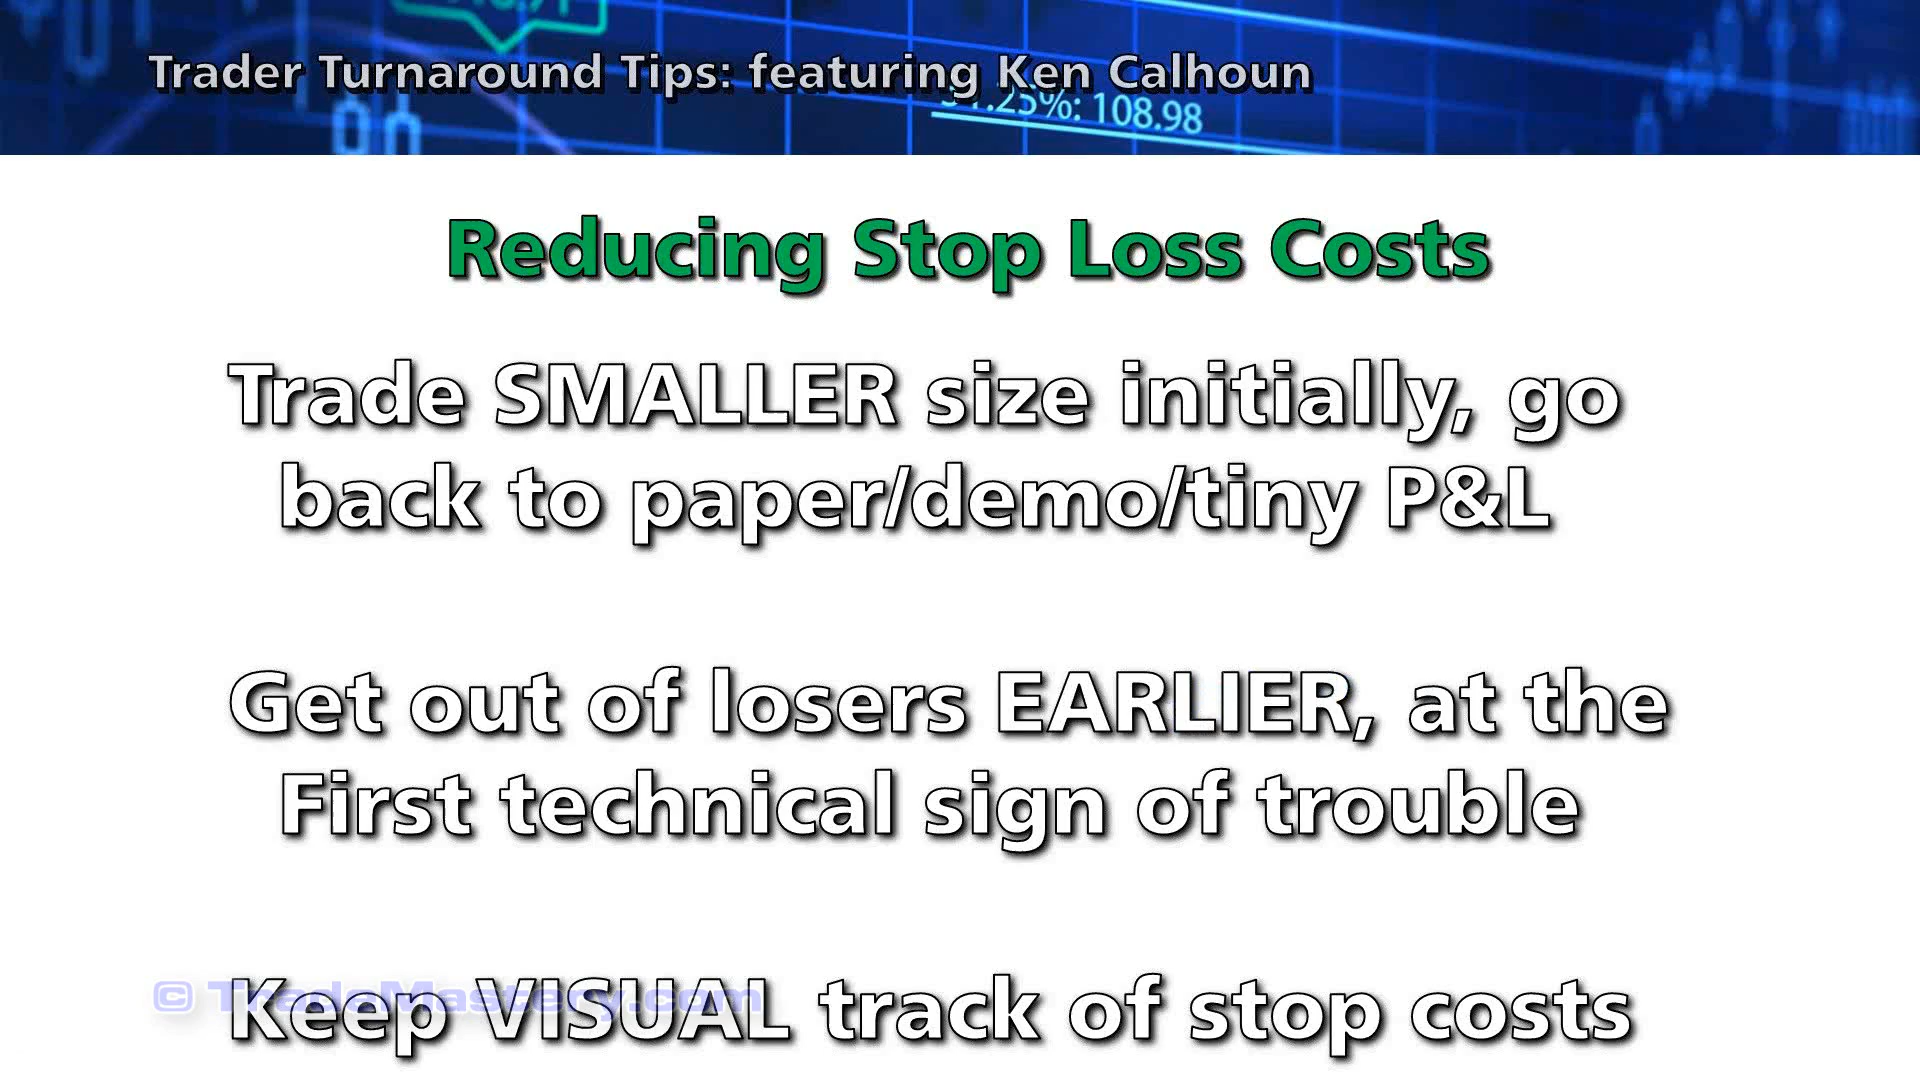 Trader Turnaround Tips: featuring Ken Calhoun
108.98
Reducing Stop Loss Costs
Trade SMALLER size initially, go
back to paper/demo/tiny P&L
Get out of losers EARLIER, at the
First technical sign of trouble
Keep VISUAL track of stop costs
© TradeMastery.com